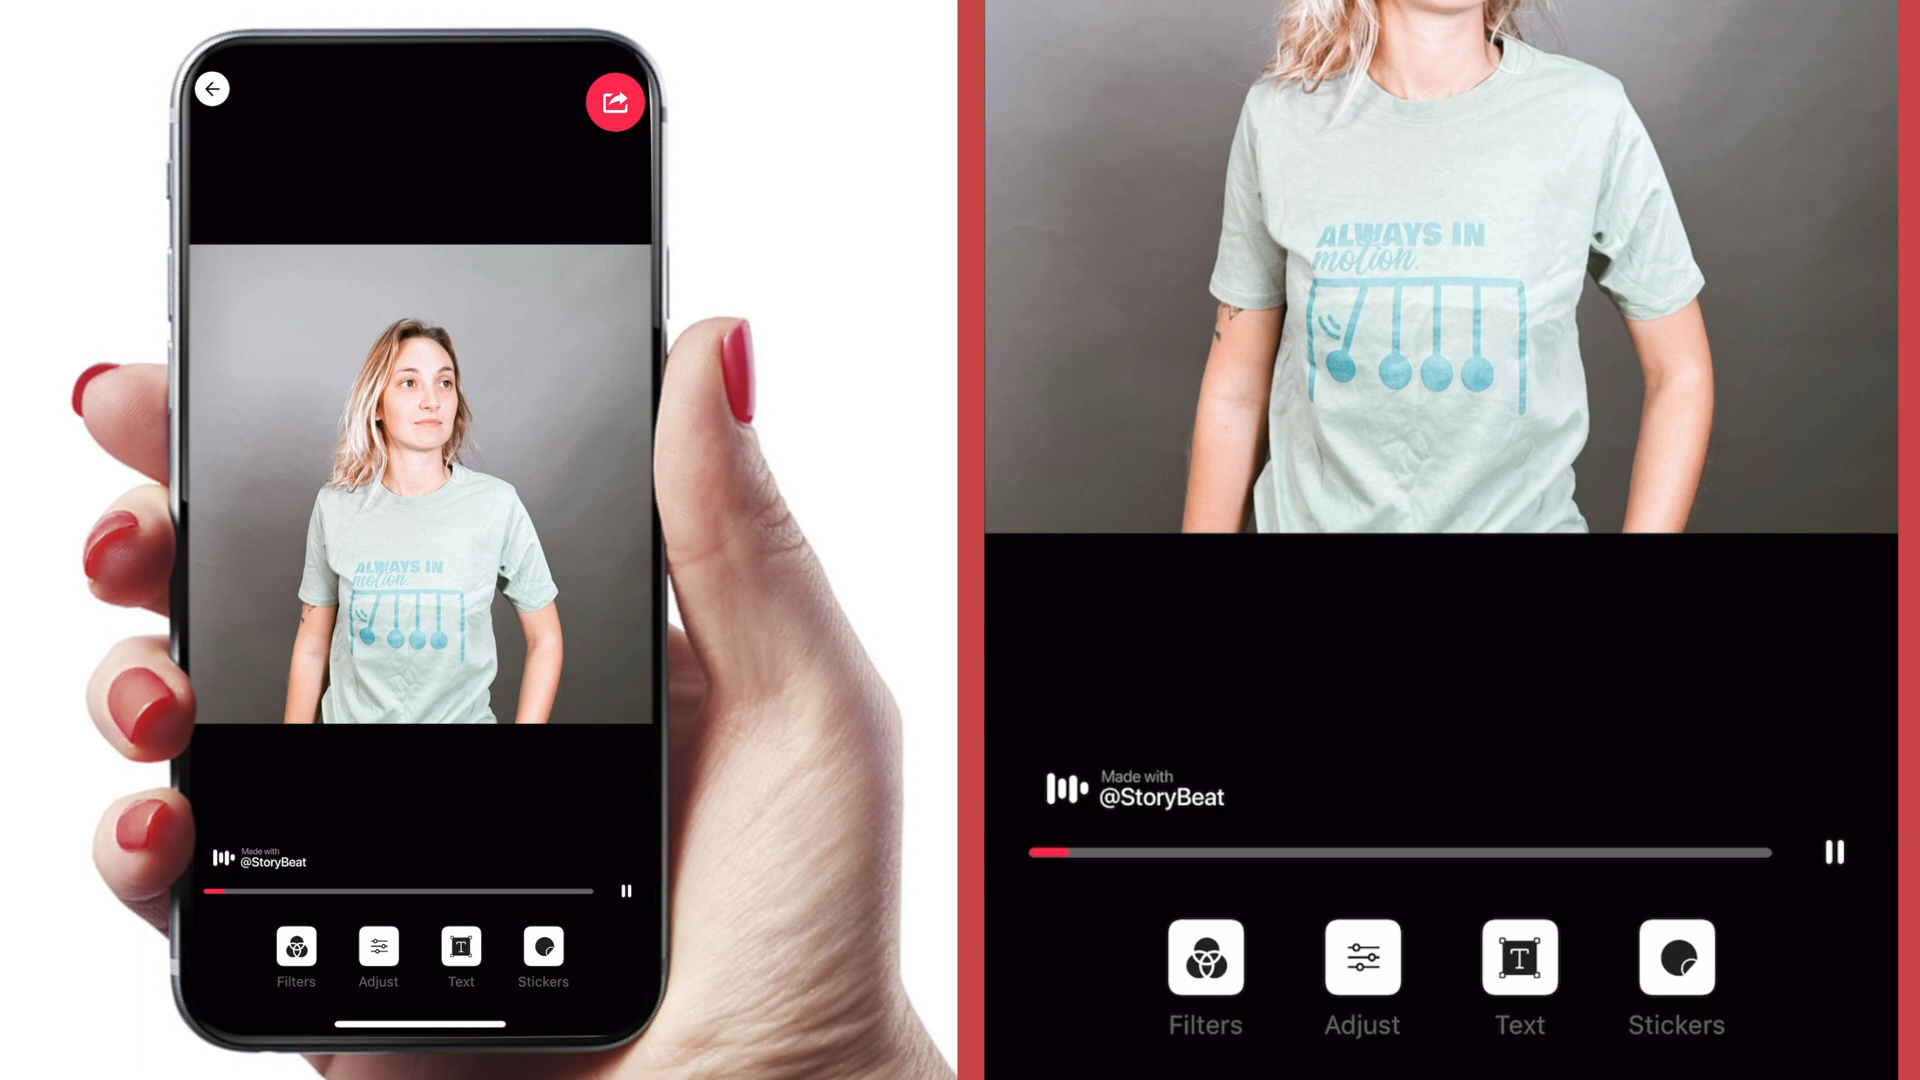 ALWAYS IN
motion.
Made with
@StoryBeat
Filters
Adjust
Text
Stickers
ALWAYS IN
motion.
Made with
@StoryBeat
Filters
Adjust
Text
Stickers